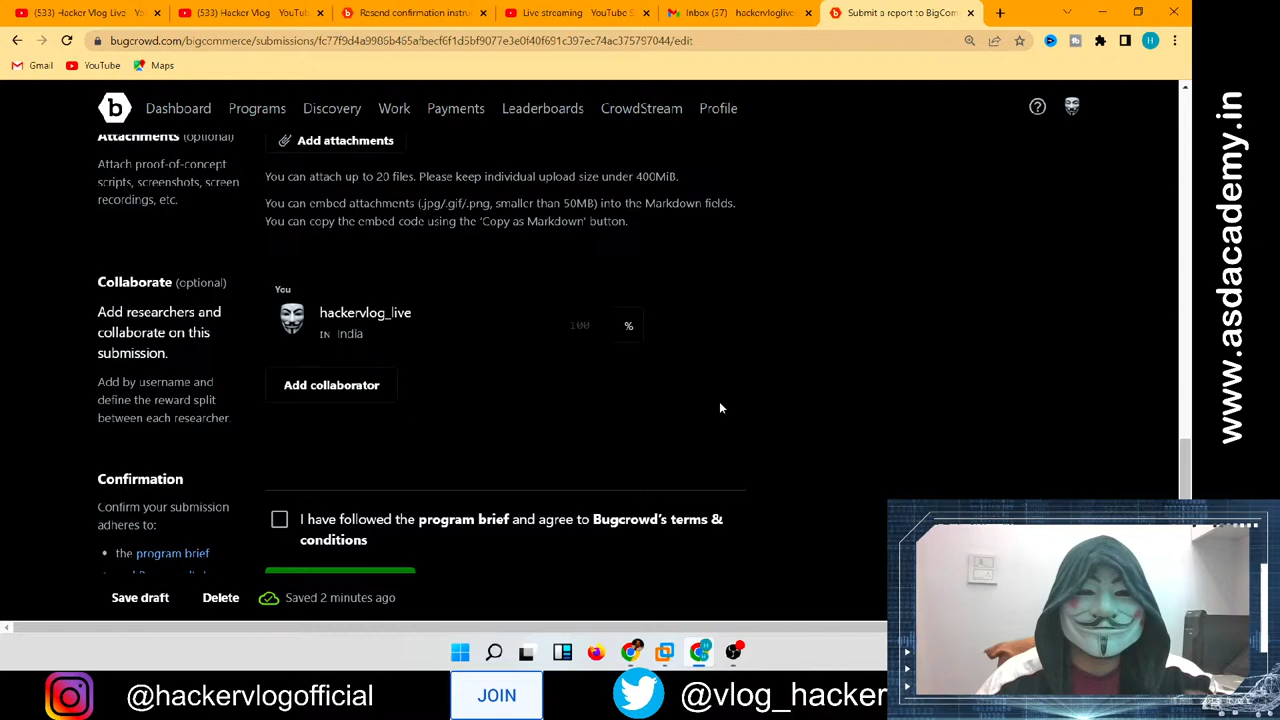 (533) Hacker Vlog Live - Yo
(533) Hacker Vlog - YouTub
Resend confirmation instru
Live streaming - YouTube S
Inbox (37) - hackervloglive
Submit a report to BigCom
bugcrowd.com/bigcommerce/submissions/fc77f9d4a9986b465afbecf6f1d5bf9077e3e0f40f691c397ec74ac375797044/edit
Gmail YouTube Maps
Dashboard Programs Discovery Work Payments Leaderboards CrowdStream Profile
Attachments (optional)
Attach proof-of-concept
scripts, screenshots, screen
recordings, etc.
Add attachments
You can attach up to 20 files. Please keep individual upload size under 400MiB.
You can embed attachments (.jpg/.gif/.png, smaller than 50MB) into the Markdown fields.
You can copy the embed code using the 'Copy as Markdown' button.
Collaborate (optional)
Add researchers and
collaborate on this
submission.
Add by username and
define the reward split
between each researcher.
You
hackervlog_live
IN India
100 %
Add collaborator
Confirmation
Confirm your submission
adheres to:
• the program brief
I have followed the program brief and agree to Bugcrowd's terms &
conditions
Save draft Delete Saved 2 minutes ago
@hackervlogofficial
JOIN
@vlog_hacker
www.asdacademy.in